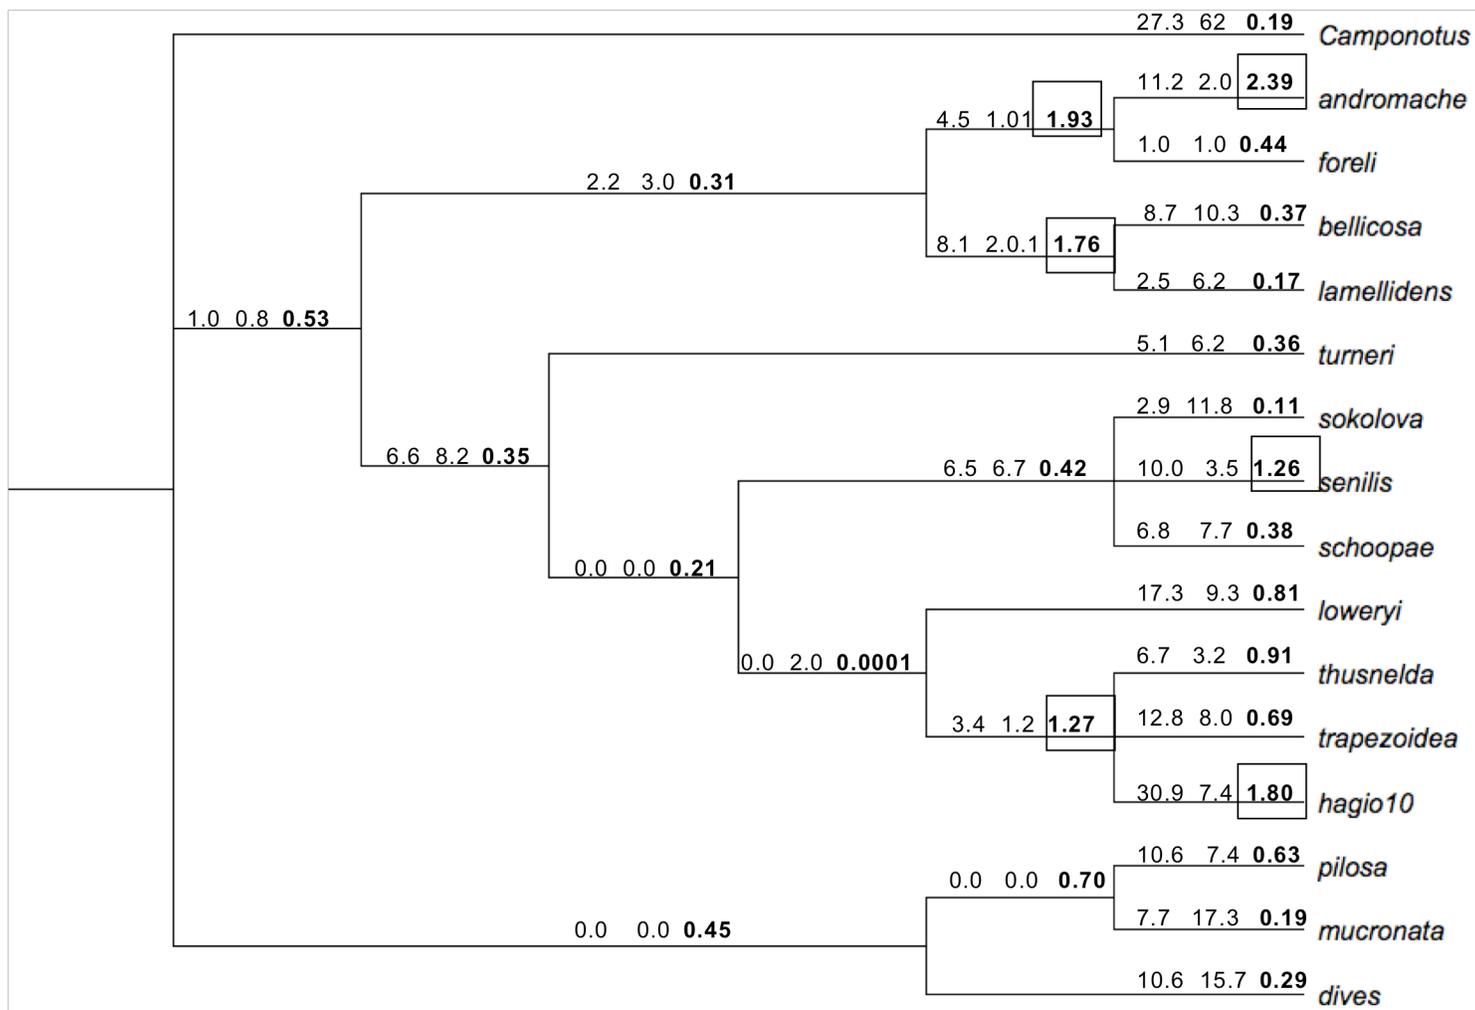 27.3 62 0.19 Camponotus
11.2 2.0 2.39 andromache
4.5 1.01 1.93
1.0 1.0 0.44 foreli
2.2 3.0 0.31
8.7 10.3 0.37 bellicosa
8.1 2.0.1 1.76
2.5 6.2 0.17 lamellidens
1.0 0.8 0.53
5.1 6.2 0.36 turneri
2.9 11.8 0.11 sokolova
6.6 8.2 0.35
6.5 6.7 0.42
10.0 3.5 1.26 senilis
6.8 7.7 0.38 schoopae
0.0 0.0 0.21
17.3 9.3 0.81 loweryi
0.0 2.0 0.0001
6.7 3.2 0.91 thusnelda
3.4 1.2 1.27
12.8 8.0 0.69 trapezoidea
30.9 7.4 1.80 hagio10
10.6 7.4 0.63 pilosa
0.0 0.0 0.70
7.7 17.3 0.19 mucronata
0.0 0.0 0.45
10.6 15.7 0.29 dives